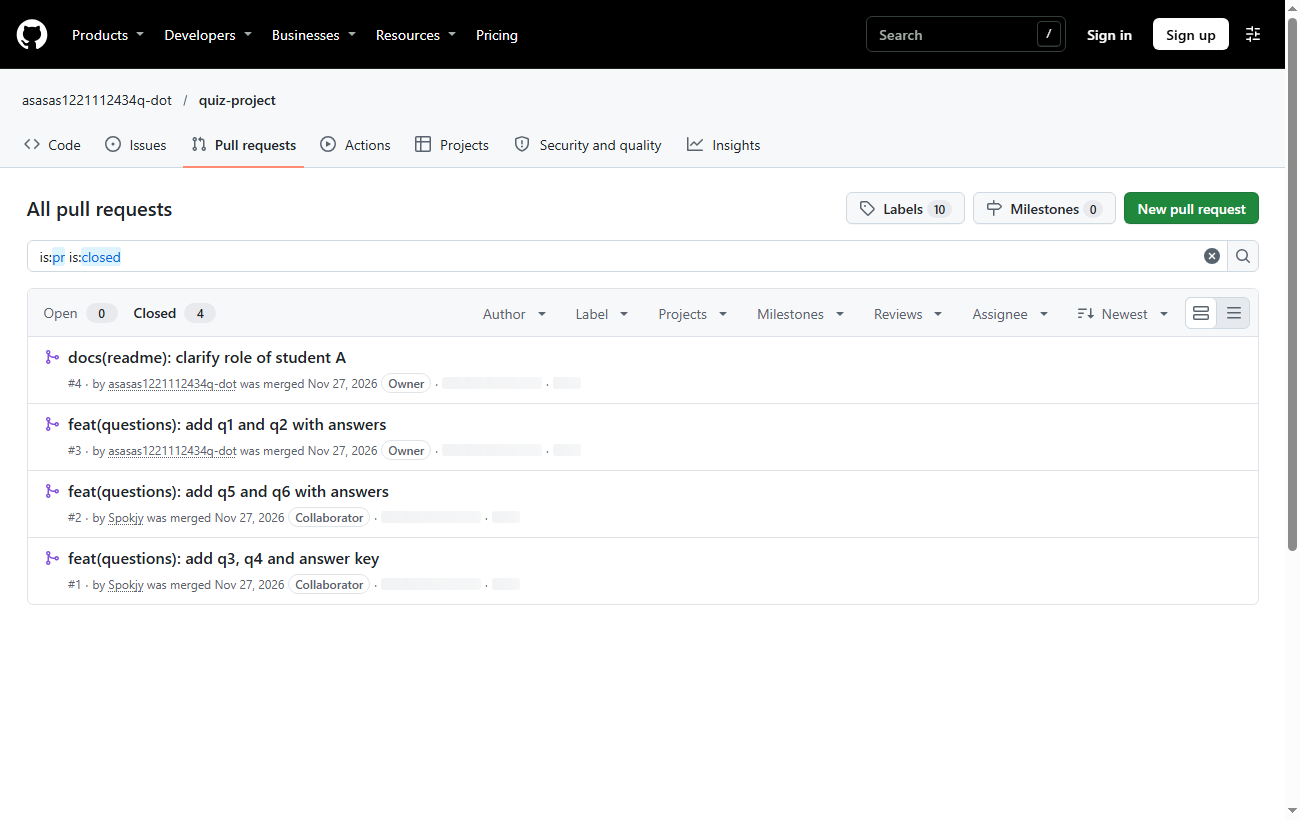 Products Developers Businesses Resources Pricing Search / Sign in Sign up
asasas1221112434q-dot / quiz-project
Code Issues Pull requests Actions Projects Security and quality Insights
All pull requests Labels 10 Milestones 0 New pull request
is:pr is:closed
Open 0 Closed 4 Author Label Projects Milestones Reviews Assignee Newest
docs(readme): clarify role of student A
#4 · by asasas1221112434q-dot was merged Nov 27, 2026 Owner · ·
feat(questions): add q1 and q2 with answers
#3 · by asasas1221112434q-dot was merged Nov 27, 2026 Owner · ·
feat(questions): add q5 and q6 with answers
#2 · by Spokjy was merged Nov 27, 2026 Collaborator · ·
feat(questions): add q3, q4 and answer key
#1 · by Spokjy was merged Nov 27, 2026 Collaborator · ·